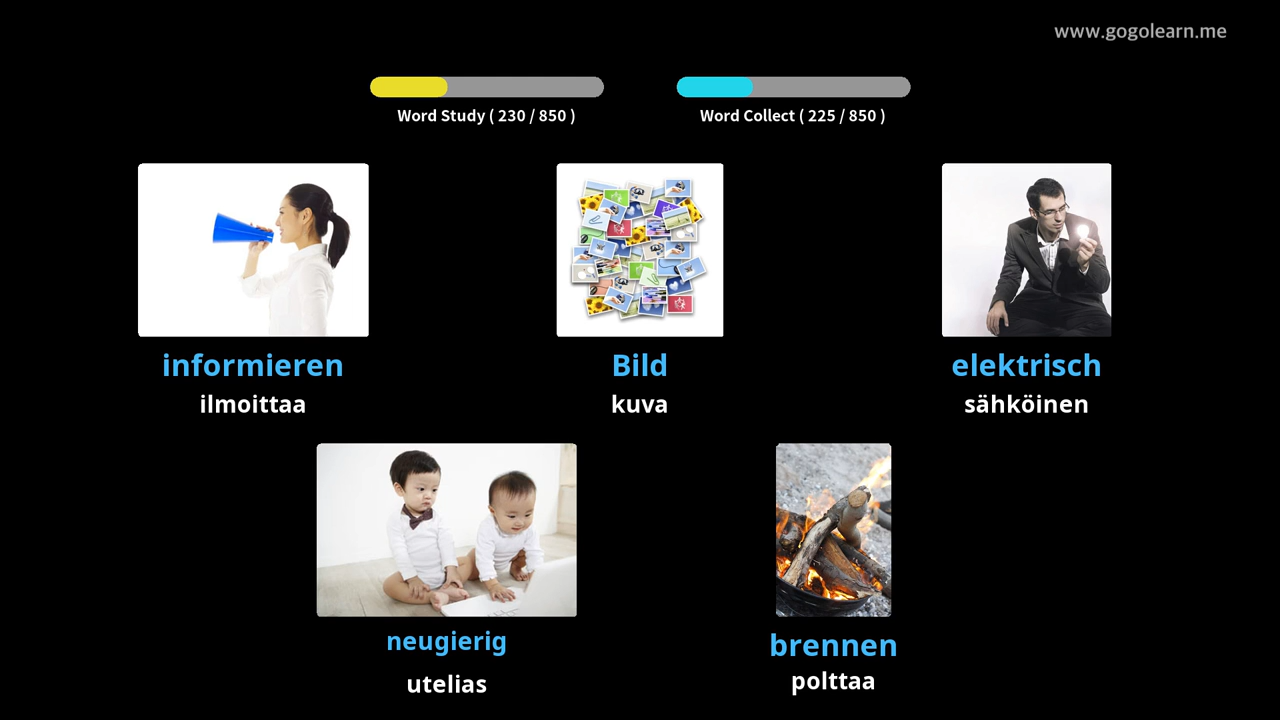 www.gogolearn.me
Word Study ( 230 / 850 )
Word Collect ( 225 / 850 )
informieren
ilmoittaa
Bild
kuva
elektrisch
sähköinen
neugierig
utelias
brennen
polttaa